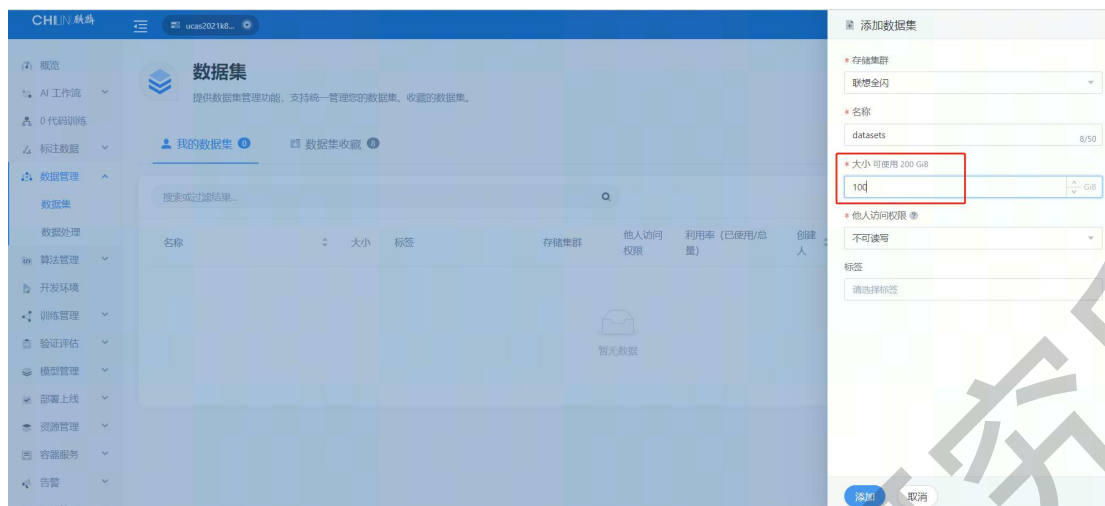 CHILIN麒麟
ucas2021k8...
概览
AI 工作流
0 代码训练
标注数据
数据管理
数据集
数据处理
算法管理
开发环境
训练管理
验证评估
模型管理
部署上线
资源管理
容器服务
告警
数据集
提供数据集管理功能，支持统一管理您的数据集、收藏的数据集。
我的数据集 0
数据集收藏 0
搜索或过滤结果...
名称 大小 标签 存储集群 他人访问权限 利用率（已使用/总量） 创建人
暂无数据
添加数据集
* 存储集群
联想全闪
* 名称
datasets 8/50
* 大小 可使用 200 GiB
100 GiB
* 他人访问权限
不可读写
标签
请选择标签
添加 取消